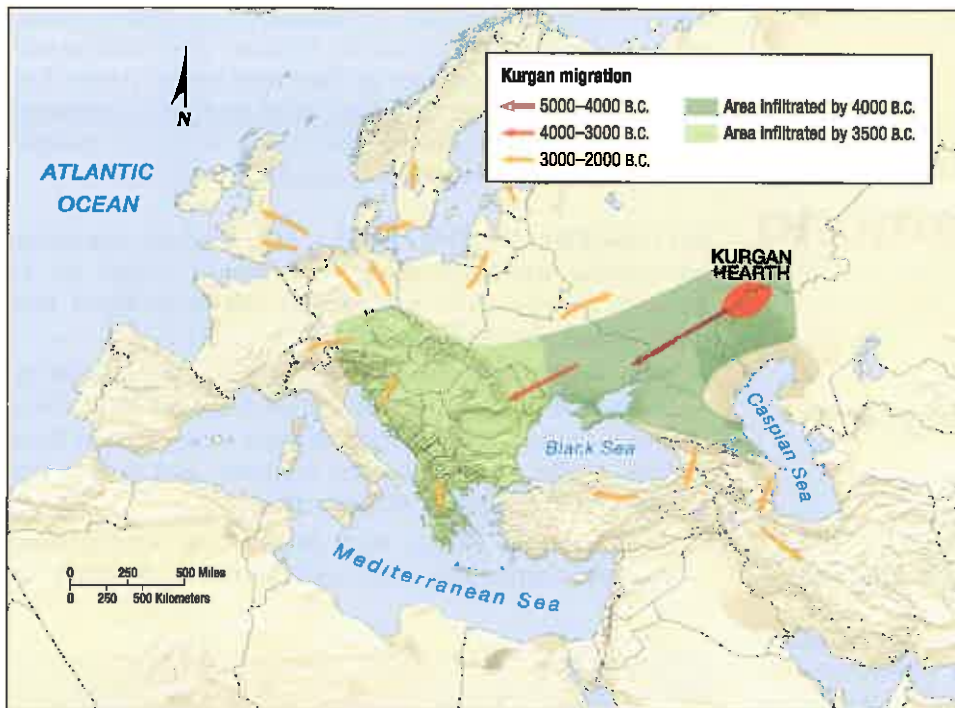 Kurgan migration
5000–4000 B.C.
4000–3000 B.C.
3000–2000 B.C.
Area infiltrated by 4000 B.C.
Area infiltrated by 3500 B.C.
N
ATLANTIC
OCEAN
KURGAN
HEARTH
Caspian Sea
Black Sea
Mediterranean Sea
0 250 500 Miles
0 250 500 Kilometers